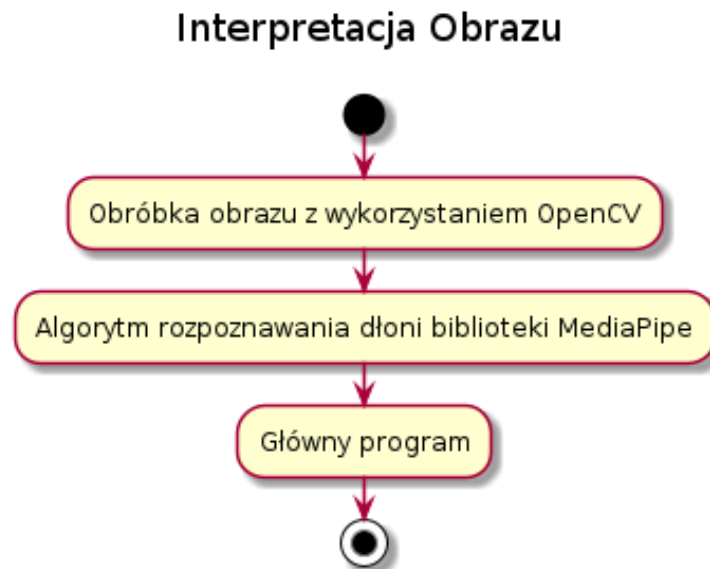 Interpretacja Obrazu
Obróbka obrazu z wykorzystaniem OpenCV
Algorytm rozpoznawania dłoni biblioteki MediaPipe
Główny program